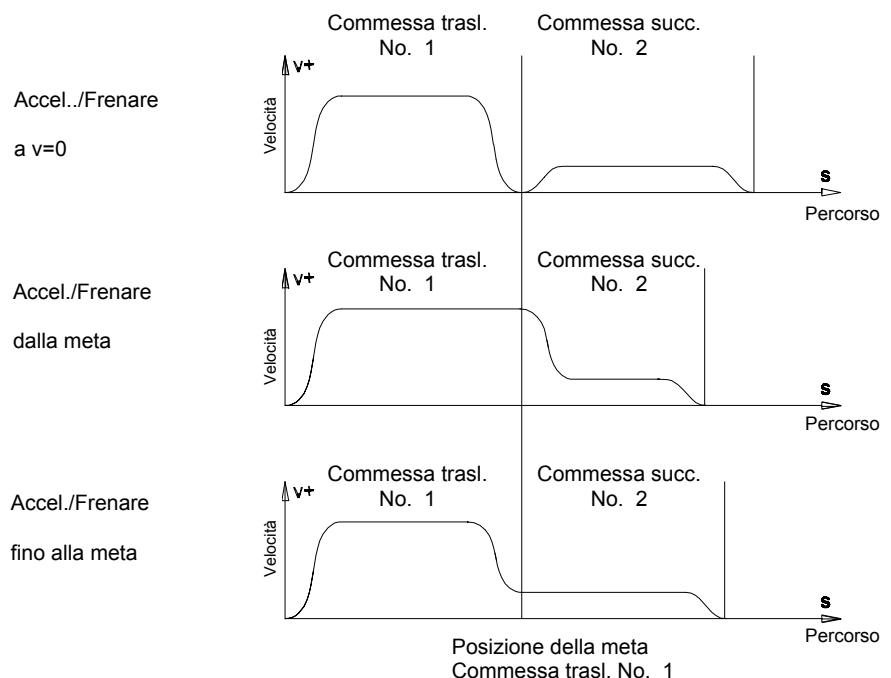 Commessa trasl.
No. 1
Commessa succ.
No. 2
Accel../Frenare
a v=0
v+
Velocità
s
Percorso
Commessa trasl.
No. 1
Commessa succ.
No. 2
Accel./Frenare
dalla meta
v+
Velocità
s
Percorso
Commessa trasl.
No. 1
Commessa succ.
No. 2
Accel./Frenare
fino alla meta
v+
Velocità
s
Percorso
Posizione della meta
Commessa trasl. No. 1